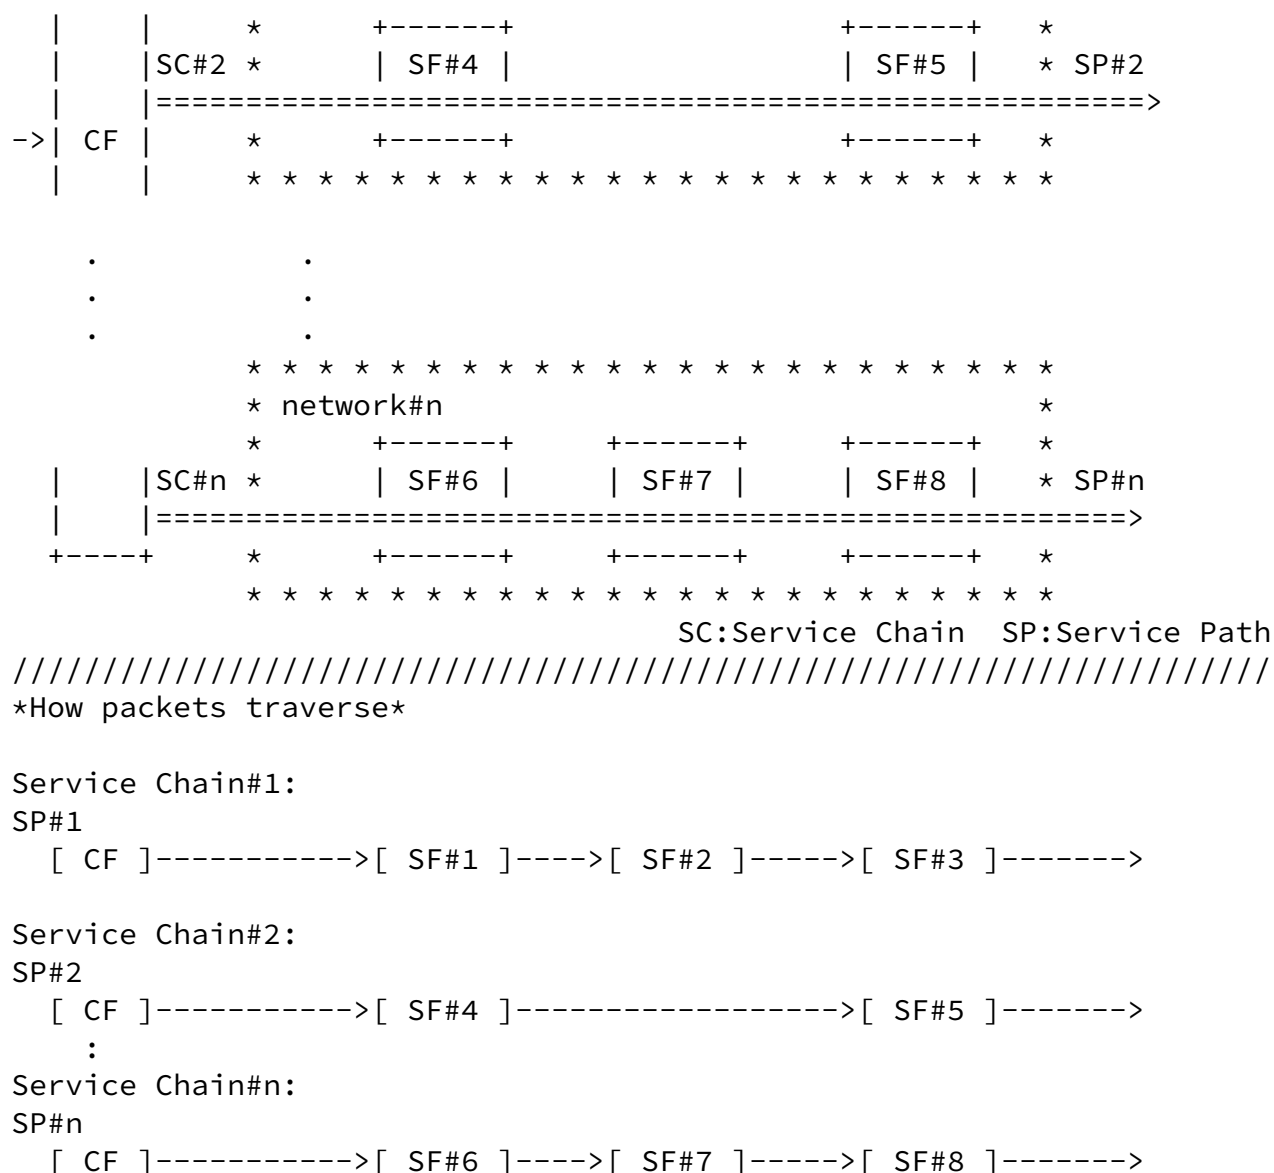 |    |     *      +------+                  +------+   *
  |    |SC#2 *      | SF#4 |                  | SF#5 |   * SP#2
  |    |=======================================================>
->| CF |     *      +------+                  +------+   *
  |    |     * * * * * * * * * * * * * * * * * * * * * * *

    .           .
    .           .
    .           .
             * * * * * * * * * * * * * * * * * * * * * * *
             * network#n                                 *
             *      +------+     +------+     +------+   *
  |    |SC#n *      | SF#6 |     | SF#7 |     | SF#8 |   * SP#n
  |    |======================================================>
  +----+     *      +------+     +------+     +------+   *
             * * * * * * * * * * * * * * * * * * * * * * *
                                     SC:Service Chain  SP:Service Path
//////////////////////////////////////////////////////////////////////
*How packets traverse*

Service Chain#1:
SP#1
  [ CF ]----------->[ SF#1 ]---->[ SF#2 ]----->[ SF#3 ]------->

Service Chain#2:
SP#2
  [ CF ]----------->[ SF#4 ]------------------>[ SF#5 ]------->
    :
Service Chain#n:
SP#n
  [ CF ]----------->[ SF#6 ]---->[ SF#7 ]----->[ SF#8 ]------->